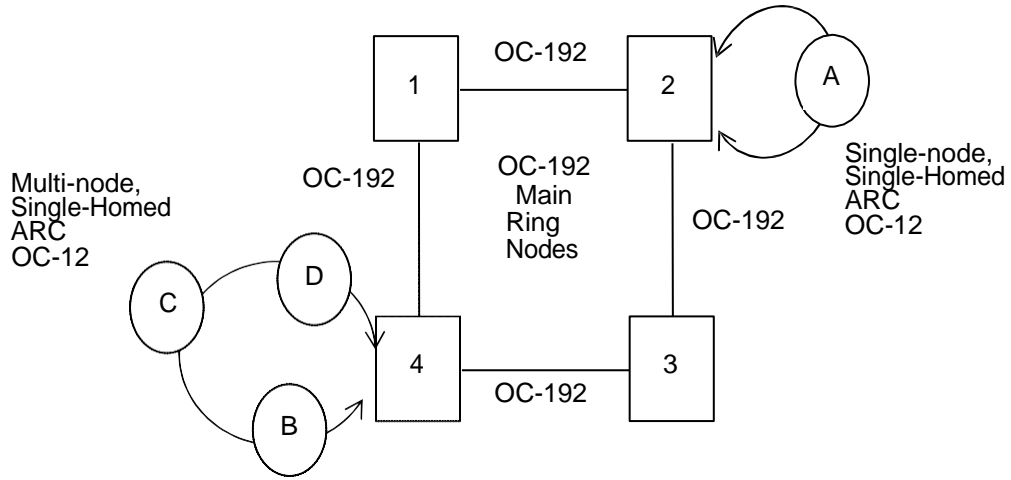 OC-192
1
2
A
OC-192
OC-192
Main
Ring
Nodes
Single-node,
Single-Homed
ARC
OC-12
Multi-node,
Single-Homed
ARC
OC-12
OC-192
C
D
4
3
OC-192
B